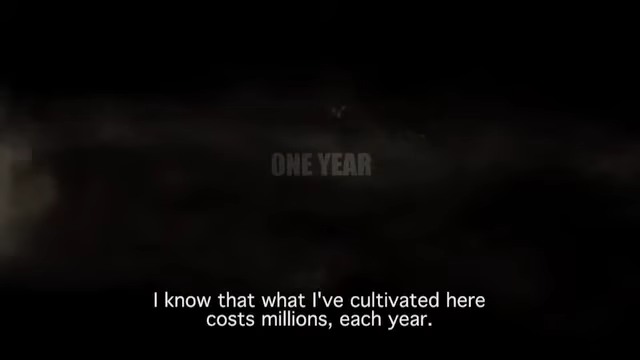 ONE YEAR
I know that what I've cultivated here
costs millions, each year.